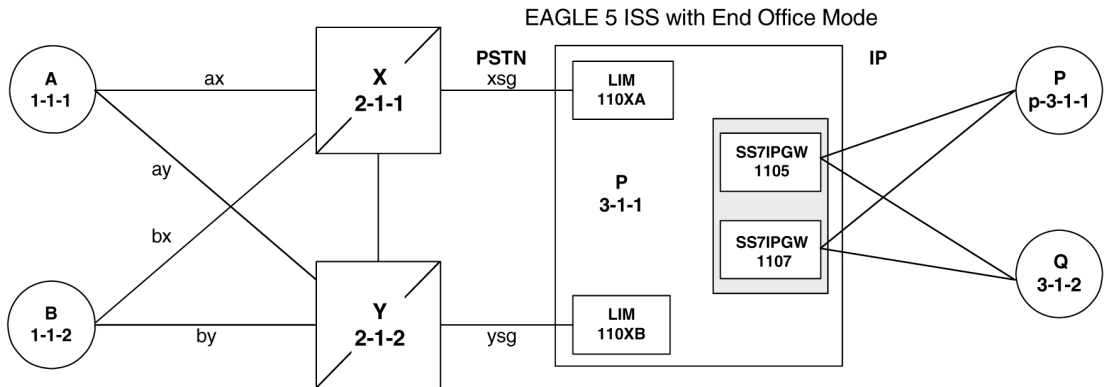 EAGLE 5 ISS with End Office Mode
A
1-1-1
ax
X
2-1-1
PSTN
xsg
LIM
110XA
IP
P
p-3-1-1
ay
bx
P
3-1-1
SS7IPGW
1105
SS7IPGW
1107
B
1-1-2
by
Y
2-1-2
ysg
LIM
110XB
Q
3-1-2